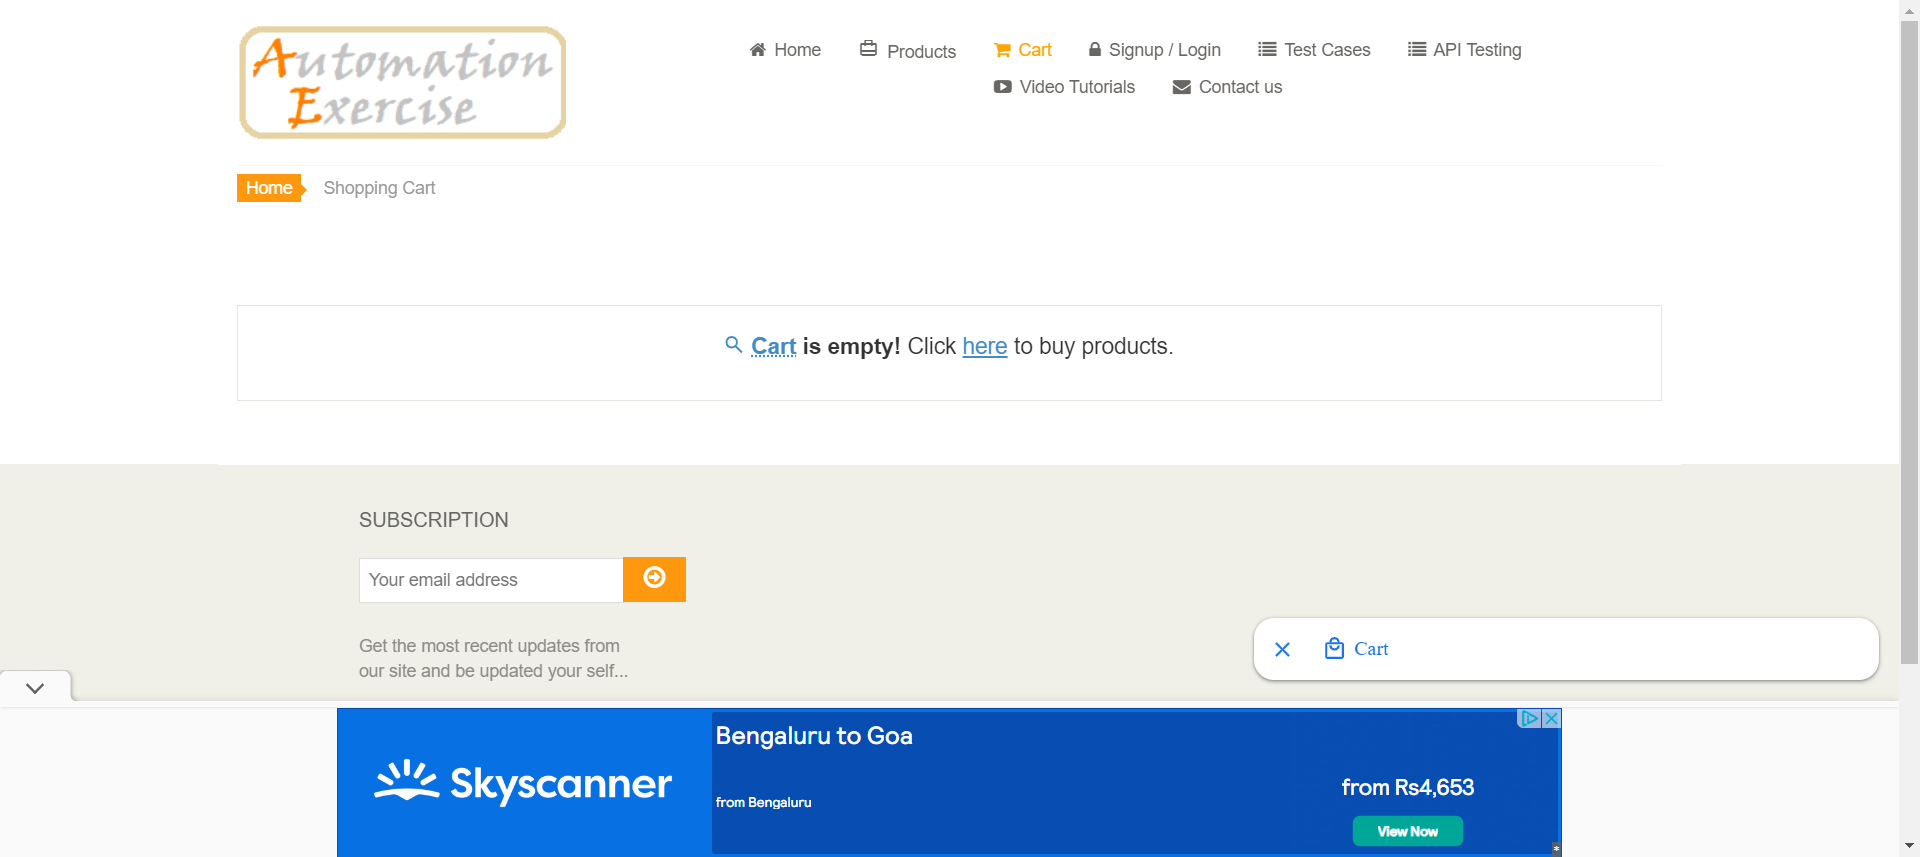 Automation
Exercise
Home Products Cart Signup / Login Test Cases API Testing
Video Tutorials Contact us
Home Shopping Cart
Cart is empty! Click here to buy products.
SUBSCRIPTION
Your email address
Get the most recent updates from
our site and be updated your self...
Cart
Skyscanner
Bengaluru to Goa
from Bengaluru
from Rs4,653
View Now